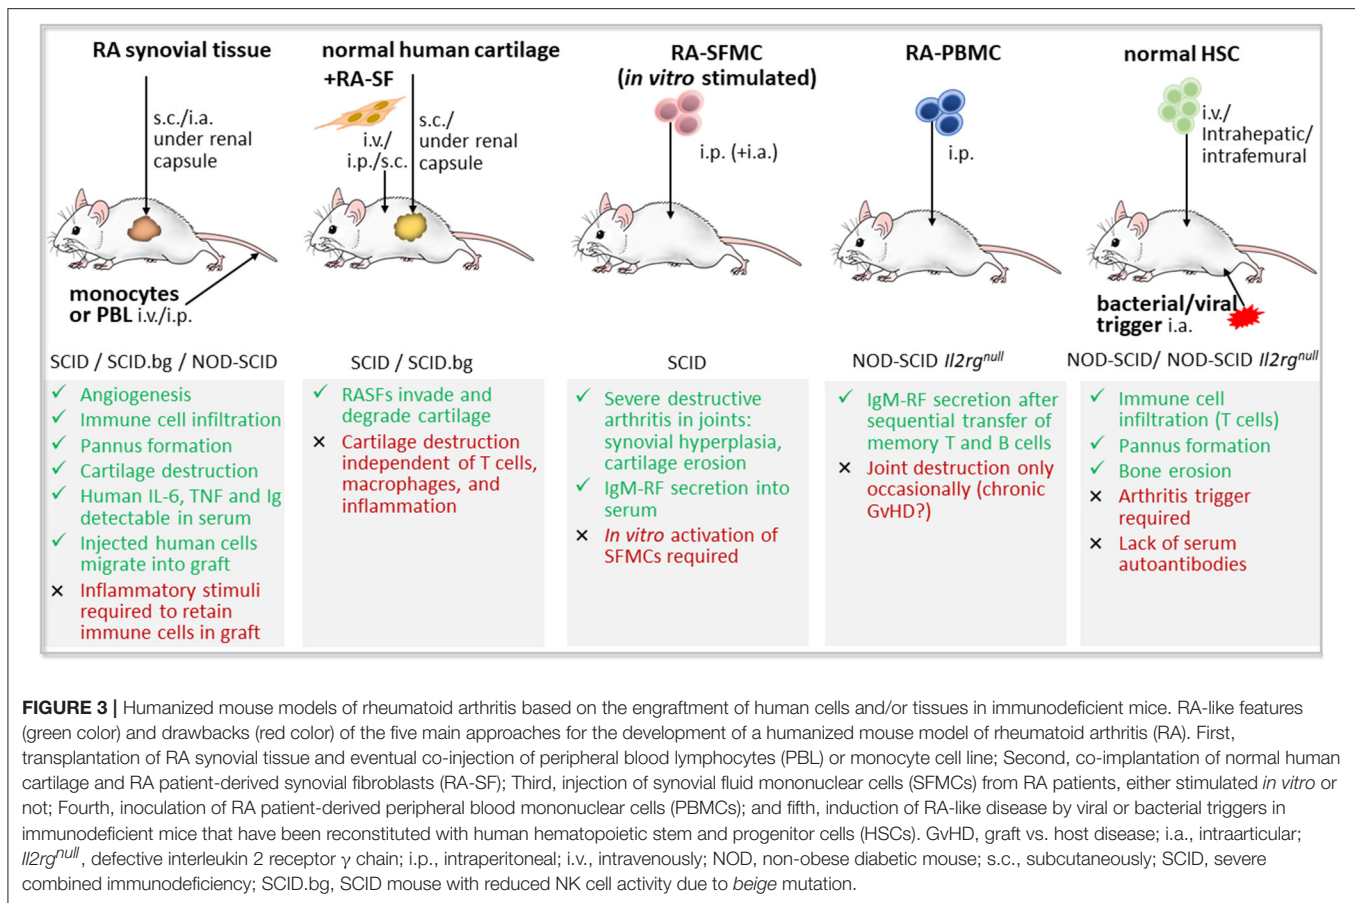 RA synovial tissue
s.c./i.a.
under renal
capsule
monocytes
or PBL i.v./i.p.
SCID / SCID.bg / NOD-SCID
✓ Angiogenesis
✓ Immune cell infiltration
✓ Pannus formation
✓ Cartilage destruction
✓ Human IL-6, TNF and Ig
detectable in serum
✓ Injected human cells
migrate into graft
× Inflammatory stimuli
required to retain
immune cells in graft
normal human cartilage
+RA-SF
i.v./
i.p./s.c.
s.c./
under renal
capsule
SCID / SCID.bg
✓ RASFs invade and
degrade cartilage
× Cartilage destruction
independent of T cells,
macrophages, and
inflammation
RA-SFMC
(in vitro stimulated)
i.p. (+i.a.)
SCID
✓ Severe destructive
arthritis in joints:
synovial hyperplasia,
cartilage erosion
✓ IgM-RF secretion into
serum
× In vitro activation of
SFMCs required
RA-PBMC
i.p.
NOD-SCID Il2rg^null
✓ IgM-RF secretion after
sequential transfer of
memory T and B cells
× Joint destruction only
occasionally (chronic
GvHD?)
normal HSC
i.v./
Intrahepatic/
intrafemural
bacterial/viral
trigger i.a.
NOD-SCID/ NOD-SCID Il2rg^null
✓ Immune cell
infiltration (T cells)
✓ Pannus formation
✓ Bone erosion
× Arthritis trigger
required
× Lack of serum
autoantibodies
FIGURE 3 | Humanized mouse models of rheumatoid arthritis based on the engraftment of human cells and/or tissues in immunodeficient mice. RA-like features
(green color) and drawbacks (red color) of the five main approaches for the development of a humanized mouse model of rheumatoid arthritis (RA). First,
transplantation of RA synovial tissue and eventual co-injection of peripheral blood lymphocytes (PBL) or monocyte cell line; Second, co-implantation of normal human
cartilage and RA patient-derived synovial fibroblasts (RA-SF); Third, injection of synovial fluid mononuclear cells (SFMCs) from RA patients, either stimulated in vitro or
not; Fourth, inoculation of RA patient-derived peripheral blood mononuclear cells (PBMCs); and fifth, induction of RA-like disease by viral or bacterial triggers in
immunodeficient mice that have been reconstituted with human hematopoietic stem and progenitor cells (HSCs). GvHD, graft vs. host disease; i.a., intraarticular;
Il2rg^null, defective interleukin 2 receptor γ chain; i.p., intraperitoneal; i.v., intravenously; NOD, non-obese diabetic mouse; s.c., subcutaneously; SCID, severe
combined immunodeficiency; SCID.bg, SCID mouse with reduced NK cell activity due to beige mutation.